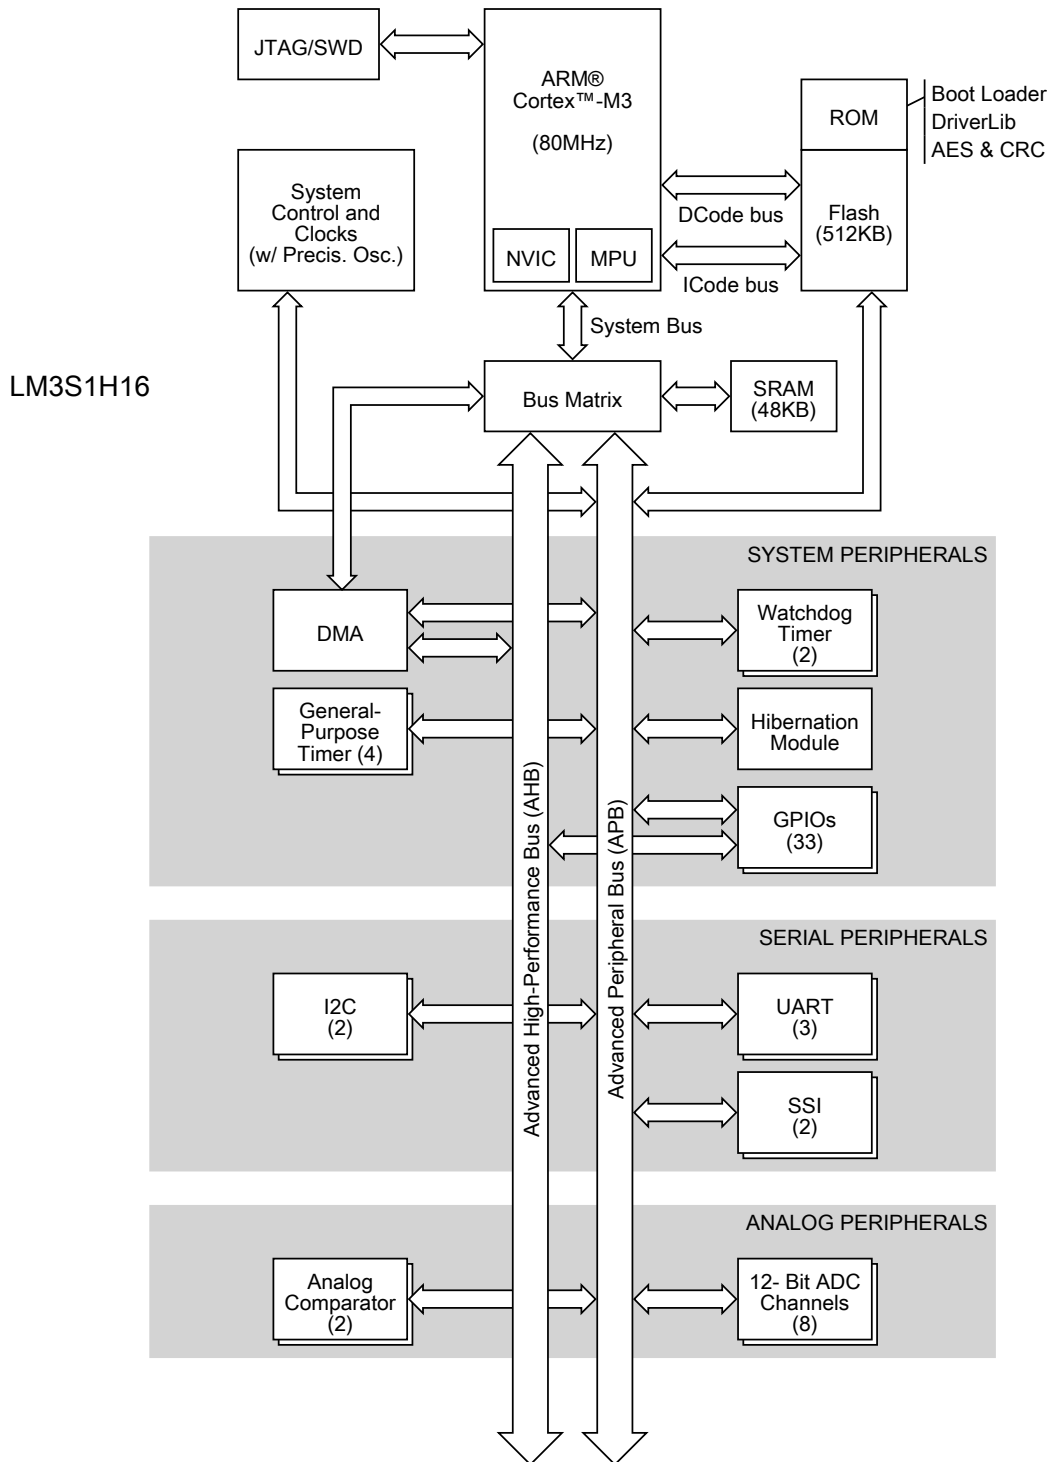 JTAG/SWD
ARM®
Cortex™-M3
(80MHz)
NVIC
MPU
ROM
Boot Loader
DriverLib
AES & CRC
System
Control and
Clocks
(w/ Precis. Osc.)
DCode bus
ICode bus
Flash
(512KB)
System Bus
LM3S1H16
Bus Matrix
SRAM
(48KB)
SYSTEM PERIPHERALS
DMA
Watchdog
Timer
(2)
General-
Purpose
Timer (4)
Hibernation
Module
GPIOs
(33)
Advanced High-Performance Bus (AHB)
Advanced Peripheral Bus (APB)
SERIAL PERIPHERALS
I2C
(2)
UART
(3)
SSI
(2)
ANALOG PERIPHERALS
Analog
Comparator
(2)
12- Bit ADC
Channels
(8)